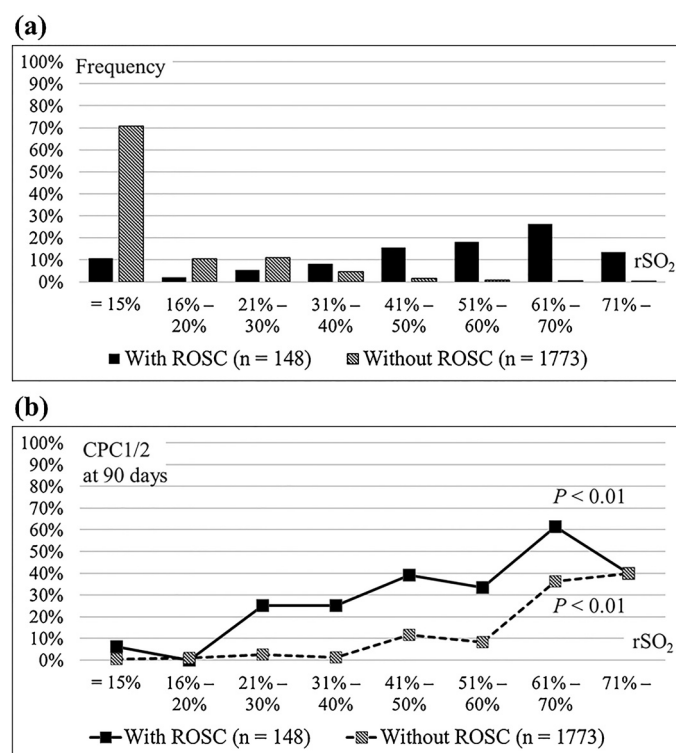 (a)
100%
Frequency
90%
80%
70%
60%
50%
40%
30%
20%
10%
rSO₂
0%
= 15% 16% – 21% – 31% – 41% – 51% – 61% – 71% –
20% 30% 40% 50% 60% 70%
With ROSC (n = 148) Without ROSC (n = 1773)
(b)
100%
CPC1/2
90%
at 90 days
80%
P < 0.01
70%
60%
50%
40%
30%
P < 0.01
20%
10%
rSO₂
0%
= 15% 16% – 21% – 31% – 41% – 51% – 61% – 71% –
20% 30% 40% 50% 60% 70%
With ROSC (n = 148) Without ROSC (n = 1773)